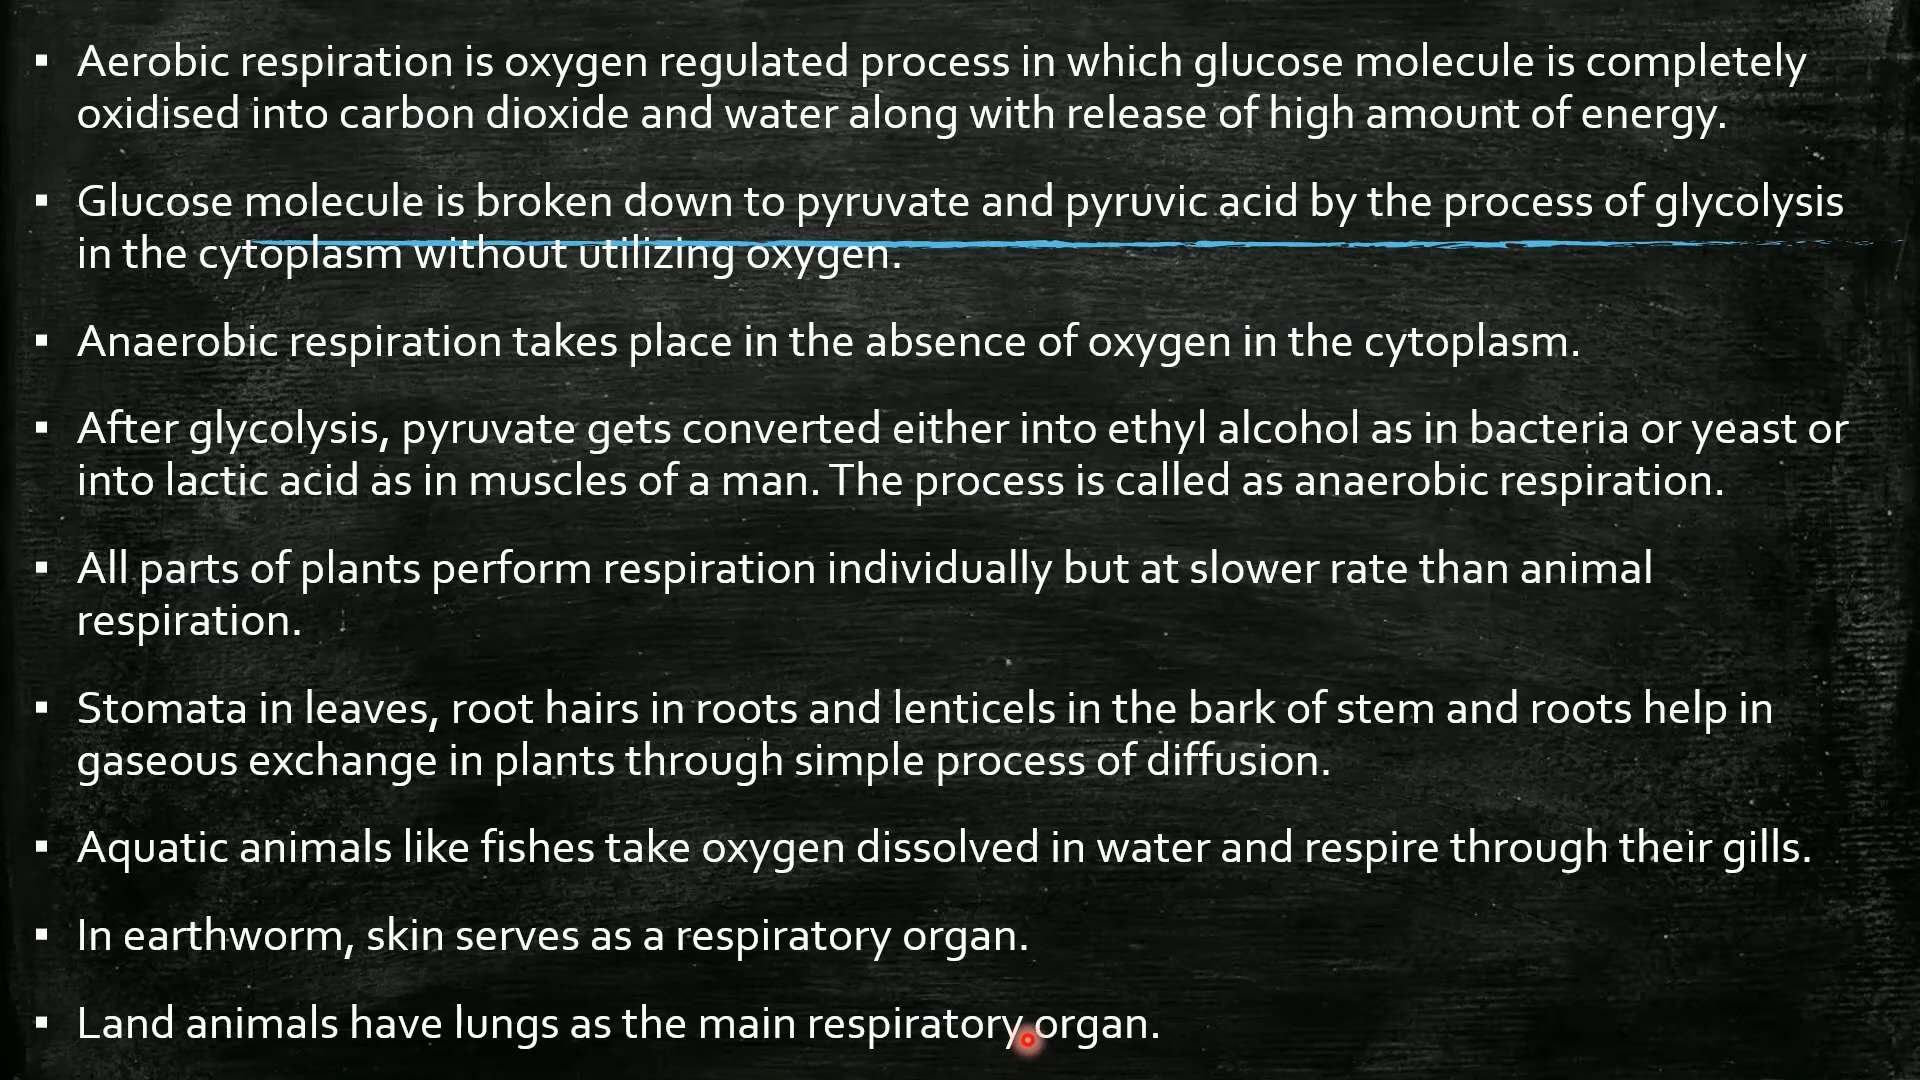 ▪ Aerobic respiration is oxygen regulated process in which glucose molecule is completely
oxidised into carbon dioxide and water along with release of high amount of energy.
▪ Glucose molecule is broken down to pyruvate and pyruvic acid by the process of glycolysis
in the cytoplasm without utilizing oxygen.
▪ Anaerobic respiration takes place in the absence of oxygen in the cytoplasm.
▪ After glycolysis, pyruvate gets converted either into ethyl alcohol as in bacteria or yeast or
into lactic acid as in muscles of a man. The process is called as anaerobic respiration.
▪ All parts of plants perform respiration individually but at slower rate than animal
respiration.
▪ Stomata in leaves, root hairs in roots and lenticels in the bark of stem and roots help in
gaseous exchange in plants through simple process of diffusion.
▪ Aquatic animals like fishes take oxygen dissolved in water and respire through their gills.
▪ In earthworm, skin serves as a respiratory organ.
▪ Land animals have lungs as the main respiratory organ.